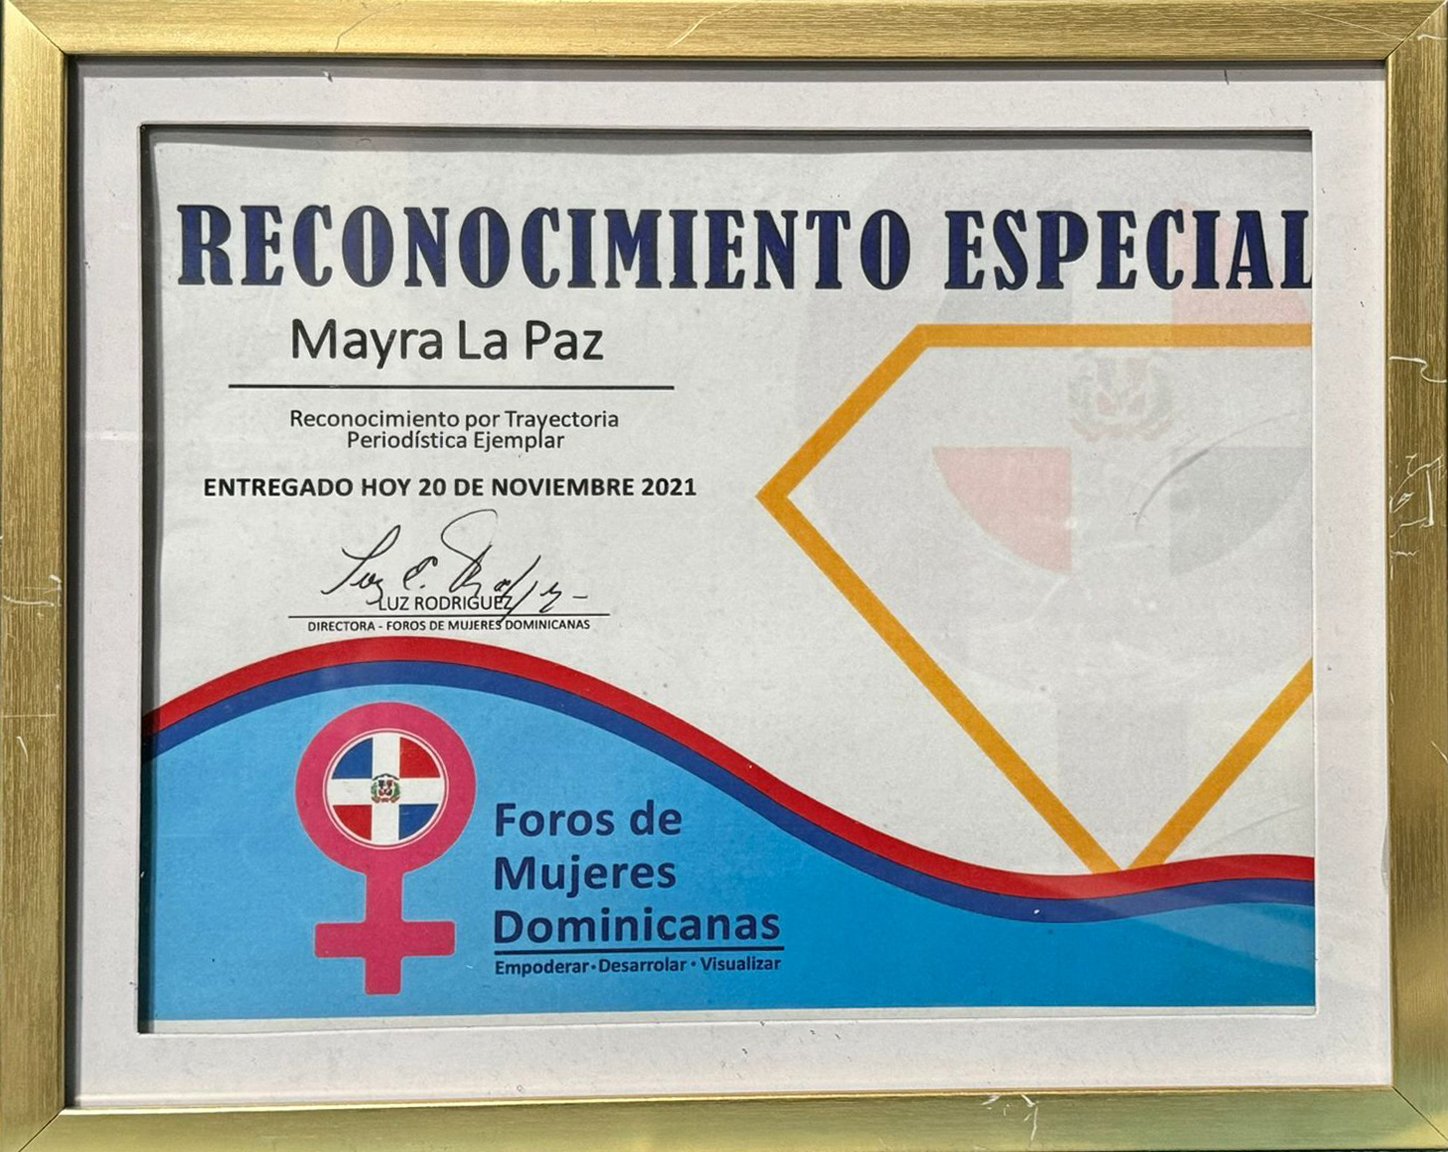 RECONOCIMIENTO ESPECIAL
Mayra La Paz
Reconocimiento por Trayectoria
Periodística Ejemplar
ENTREGADO HOY 20 DE NOVIEMBRE 2021
LUZ RODRIGUEZ
DIRECTORA - FOROS DE MUJERES DOMINICANAS
Foros de
Mujeres
Dominicanas
Empoderar • Desarrolar • Visualizar